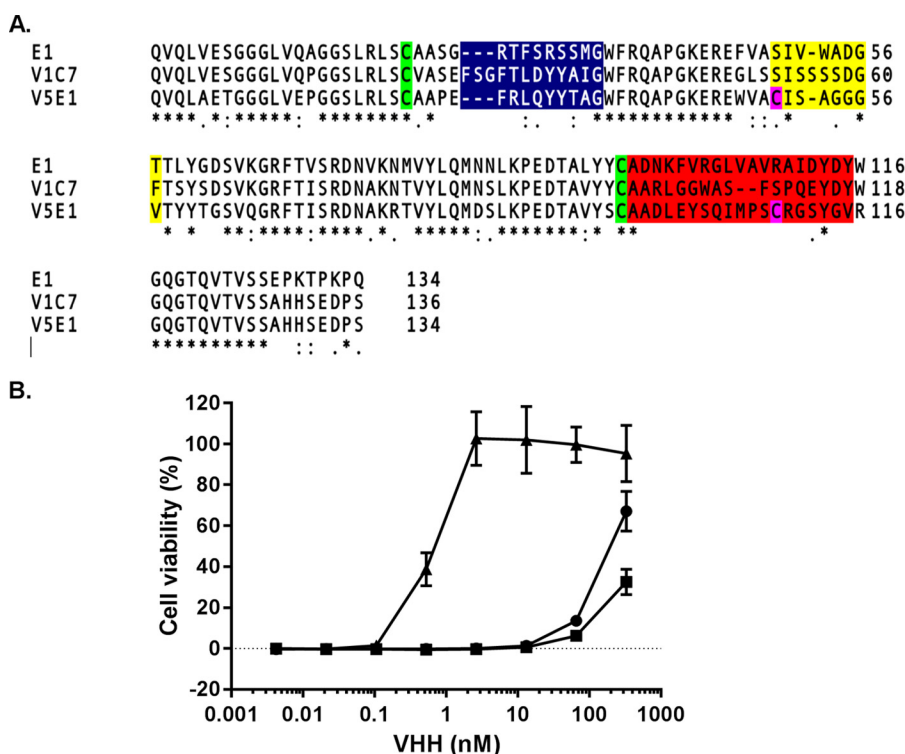 A.
E1 QVQLVESGGGLVQAGGSLRLSCAASG---RTFSRSSMGWFRQAPGKEREFVASIV-WADG 56
V1C7 QVQLVESGGGLVQPGGSLRLSCVASEFSGFTLDYYAIGWFRQAPGKEREGLSSISSSSDG 60
V5E1 QVQLAETGGGLVEPGGSLRLSCAAPE---FRLQYYTAGWFRQAPGKEREWVACIS-AGGG 56
****.*:*****: ********* .* :. : *********** ::.* . *
E1 TTLYGDSVKGRFTVSRDNVKNMVYLQMNNLKPEDTALYYCADNKFVRGLVAVRAIDYDYW 116
V1C7 FTSYSDSVKGRFTISRDNAKNTVYLQMNSLKPEDTAVYYCAARLGGWAS--FSPQEYDYW 118
V5E1 VTYYTGSVQGRFTISRDNAKRTVYLQMDSLKPEDTAVYSCAADLEYSQIMPSCRGSYGVR 116
* * **:****:****.*. *****:.*******:* ** .*
E1 GQGTQVTVSSEPKTPKPQ 134
V1C7 GQGTQVTVSSAHHSEDPS 136
V5E1 GQGTQVTVSSAHHSEDPS 134
********** :: .*.
B.
120
100
80
60
40
20
0
-20
Cell viability (%)
0.001 0.01 0.1 1 10 100 1000
VHH (nM)